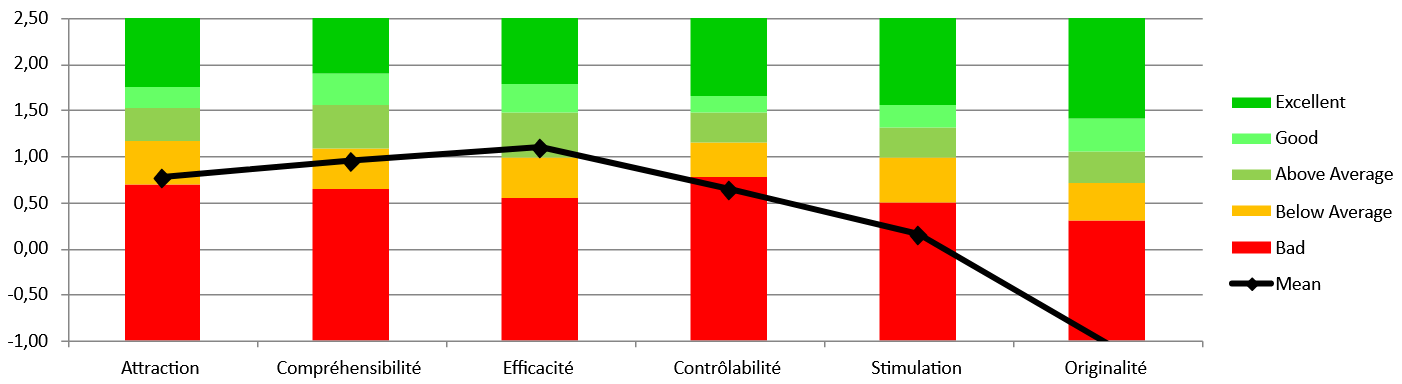 2,50
2,00
1,50
1,00
0,50
0,00
-0,50
-1,00
Attraction
Compréhensibilité
Efficacité
Contrôlabilité
Stimulation
Originalité
Excellent
Good
Above Average
Below Average
Bad
Mean